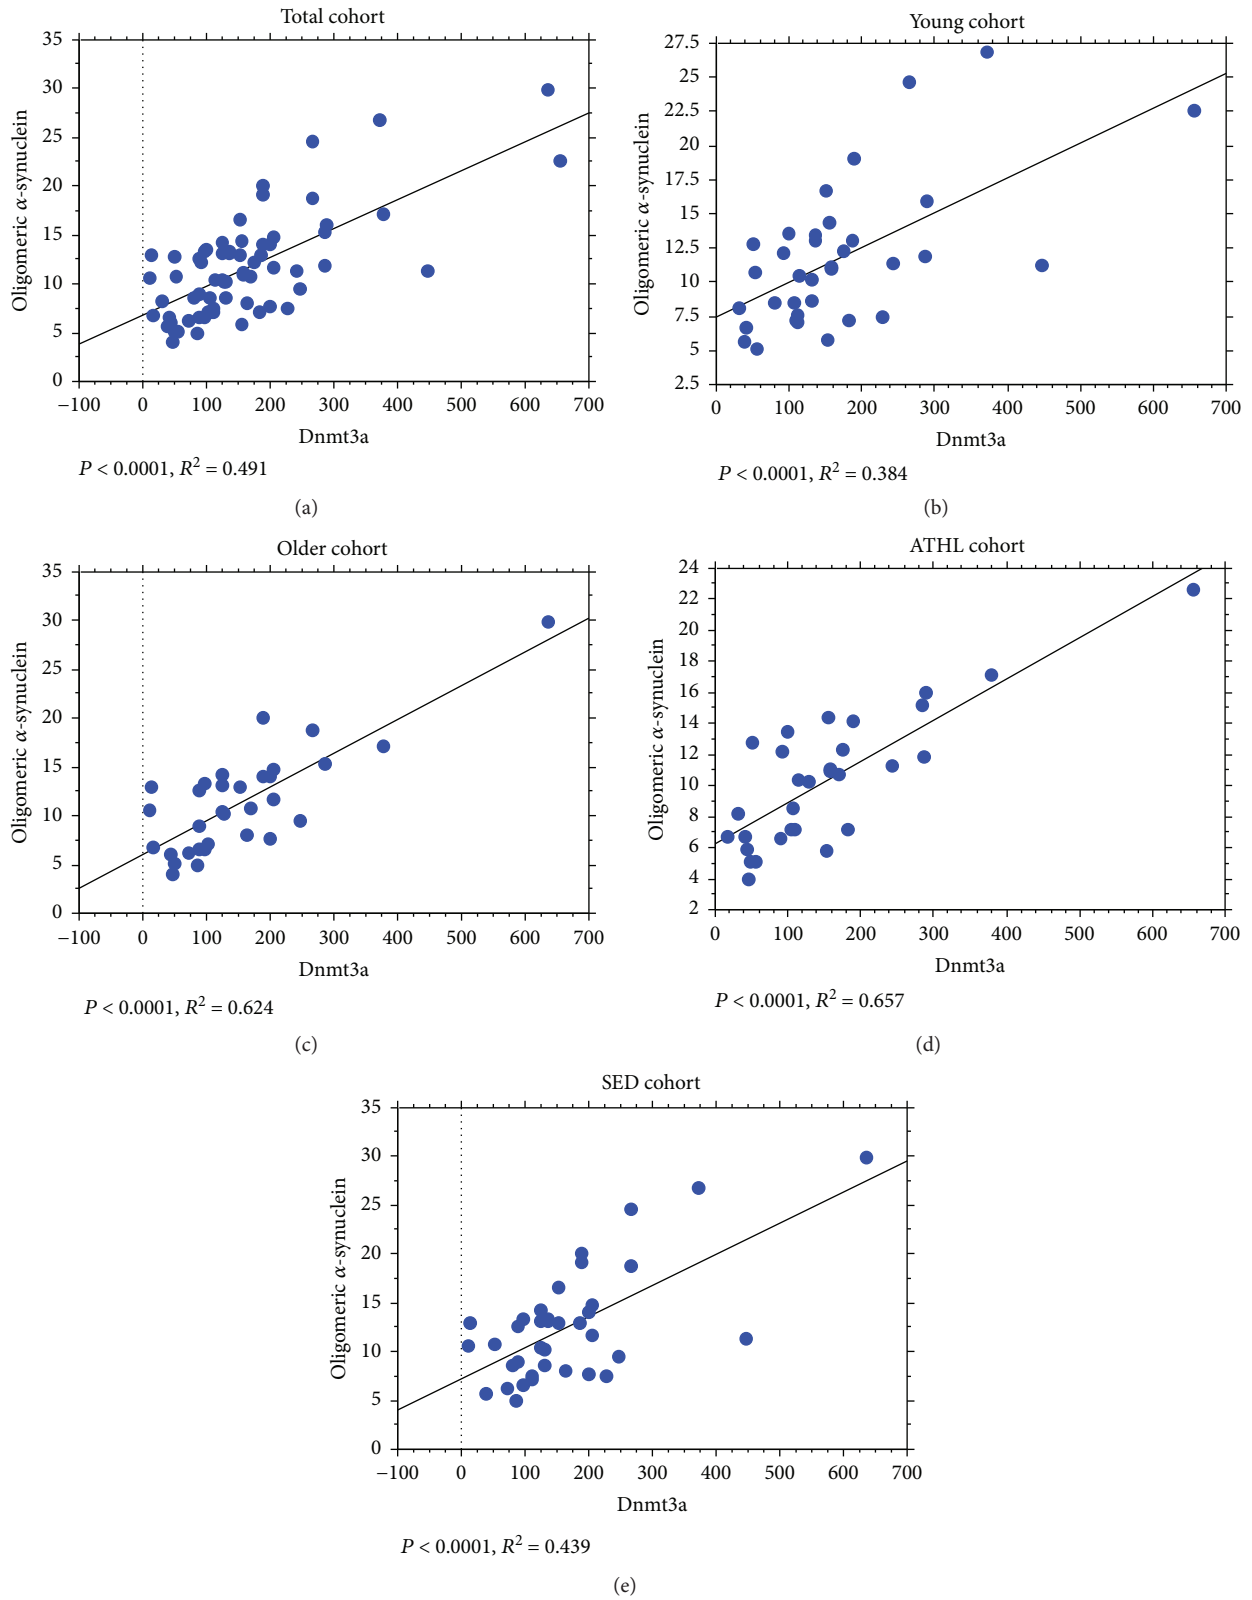 Total cohort
Oligomeric α-synuclein
35
30
25
20
15
10
5
0
−100 0 100 200 300 400 500 600 700
Dnmt3a
P < 0.0001, R² = 0.491
(a)
Young cohort
Oligomeric α-synuclein
27.5
25
22.5
20
17.5
15
12.5
10
7.5
5
2.5
0 100 200 300 400 500 600 700
Dnmt3a
P < 0.0001, R² = 0.384
(b)
Older cohort
Oligomeric α-synuclein
35
30
25
20
15
10
5
0
−100 0 100 200 300 400 500 600 700
Dnmt3a
P < 0.0001, R² = 0.624
(c)
ATHL cohort
Oligomeric α-synuclein
24
22
20
18
16
14
12
10
8
6
4
2
0 100 200 300 400 500 600 700
Dnmt3a
P < 0.0001, R² = 0.657
(d)
SED cohort
Oligomeric α-synuclein
35
30
25
20
15
10
5
0
−100 0 100 200 300 400 500 600 700
Dnmt3a
P < 0.0001, R² = 0.439
(e)